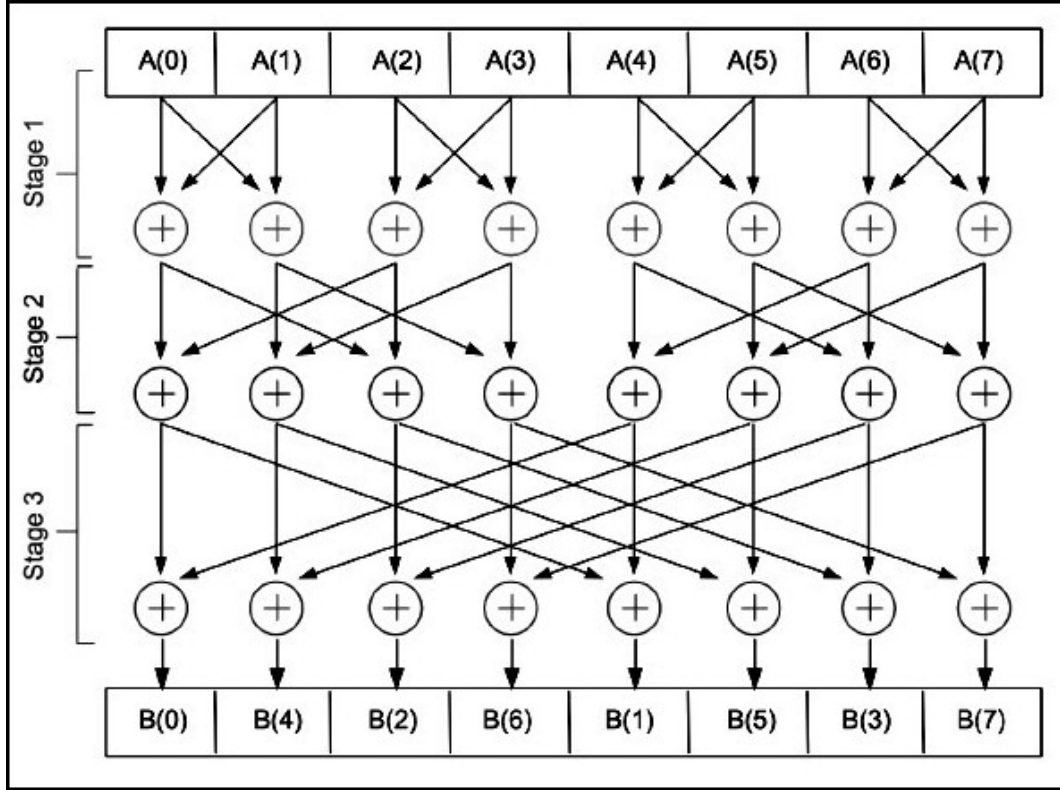 A(0) A(1) A(2) A(3) A(4) A(5) A(6) A(7)
Stage 1
Stage 2
Stage 3
B(0) B(4) B(2) B(6) B(1) B(5) B(3) B(7)